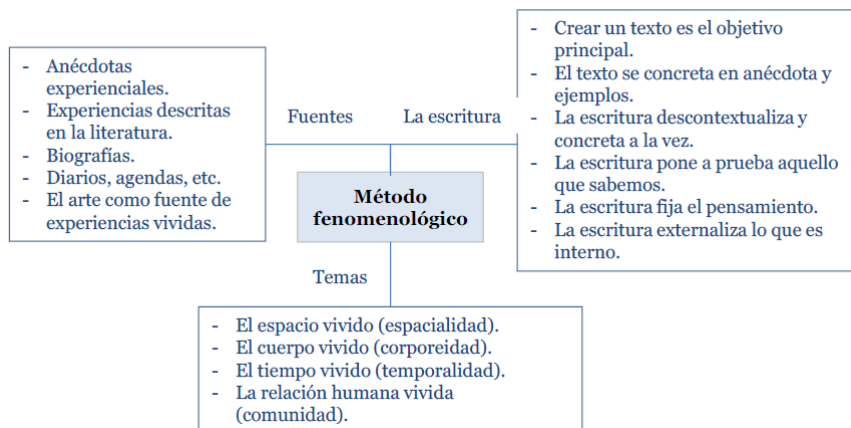 - Anécdotas
experienciales.
- Experiencias descritas
en la literatura.
- Biografías.
- Diarios, agendas, etc.
- El arte como fuente de
experiencias vividas.
Fuentes
La escritura
- Crear un texto es el objetivo
principal.
- El texto se concreta en anécdota y
ejemplos.
- La escritura descontextualiza y
concreta a la vez.
- La escritura pone a prueba aquello
que sabemos.
- La escritura fija el pensamiento.
- La escritura externaliza lo que es
interno.
Método
fenomenológico
Temas
- El espacio vivido (espacialidad).
- El cuerpo vivido (corporeidad).
- El tiempo vivido (temporalidad).
- La relación humana vivida
(comunidad).